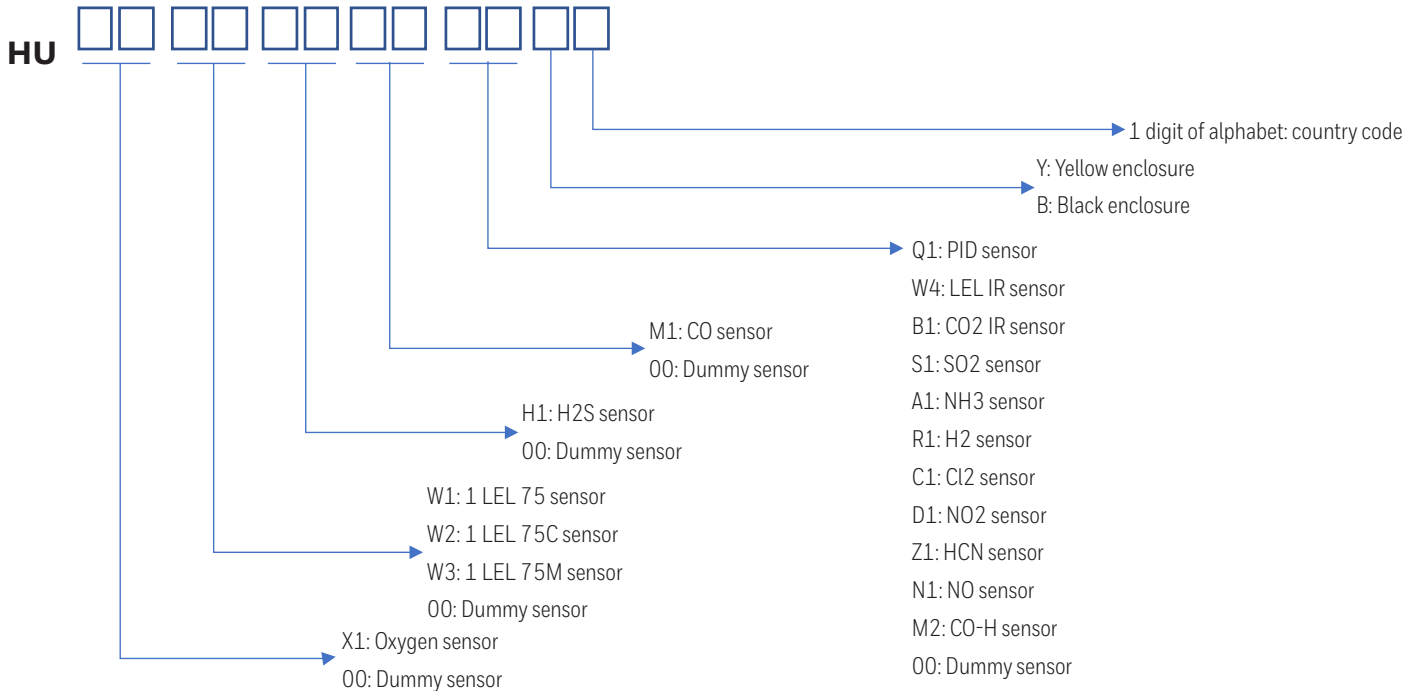 HU
1 digit of alphabet: country code
Y: Yellow enclosure
B: Black enclosure
Q1: PID sensor
W4: LEL IR sensor
B1: CO2 IR sensor
S1: SO2 sensor
A1: NH3 sensor
R1: H2 sensor
C1: Cl2 sensor
D1: NO2 sensor
Z1: HCN sensor
N1: NO sensor
M2: CO-H sensor
00: Dummy sensor
M1: CO sensor
00: Dummy sensor
H1: H2S sensor
00: Dummy sensor
W1: 1 LEL 75 sensor
W2: 1 LEL 75C sensor
W3: 1 LEL 75M sensor
00: Dummy sensor
X1: Oxygen sensor
00: Dummy sensor